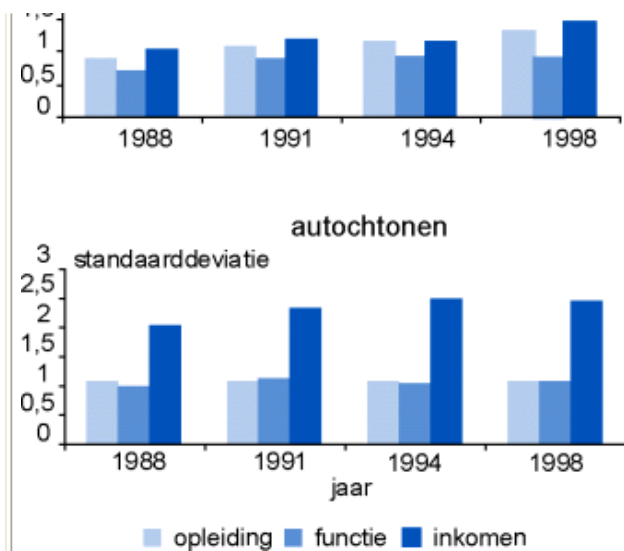 1
0,5
0
1988 1991 1994 1998
autochtonen
3
standaarddeviatie
2,5
2
1,5
1
0,5
0
1988 1991 1994 1998
jaar
opleiding functie inkomen